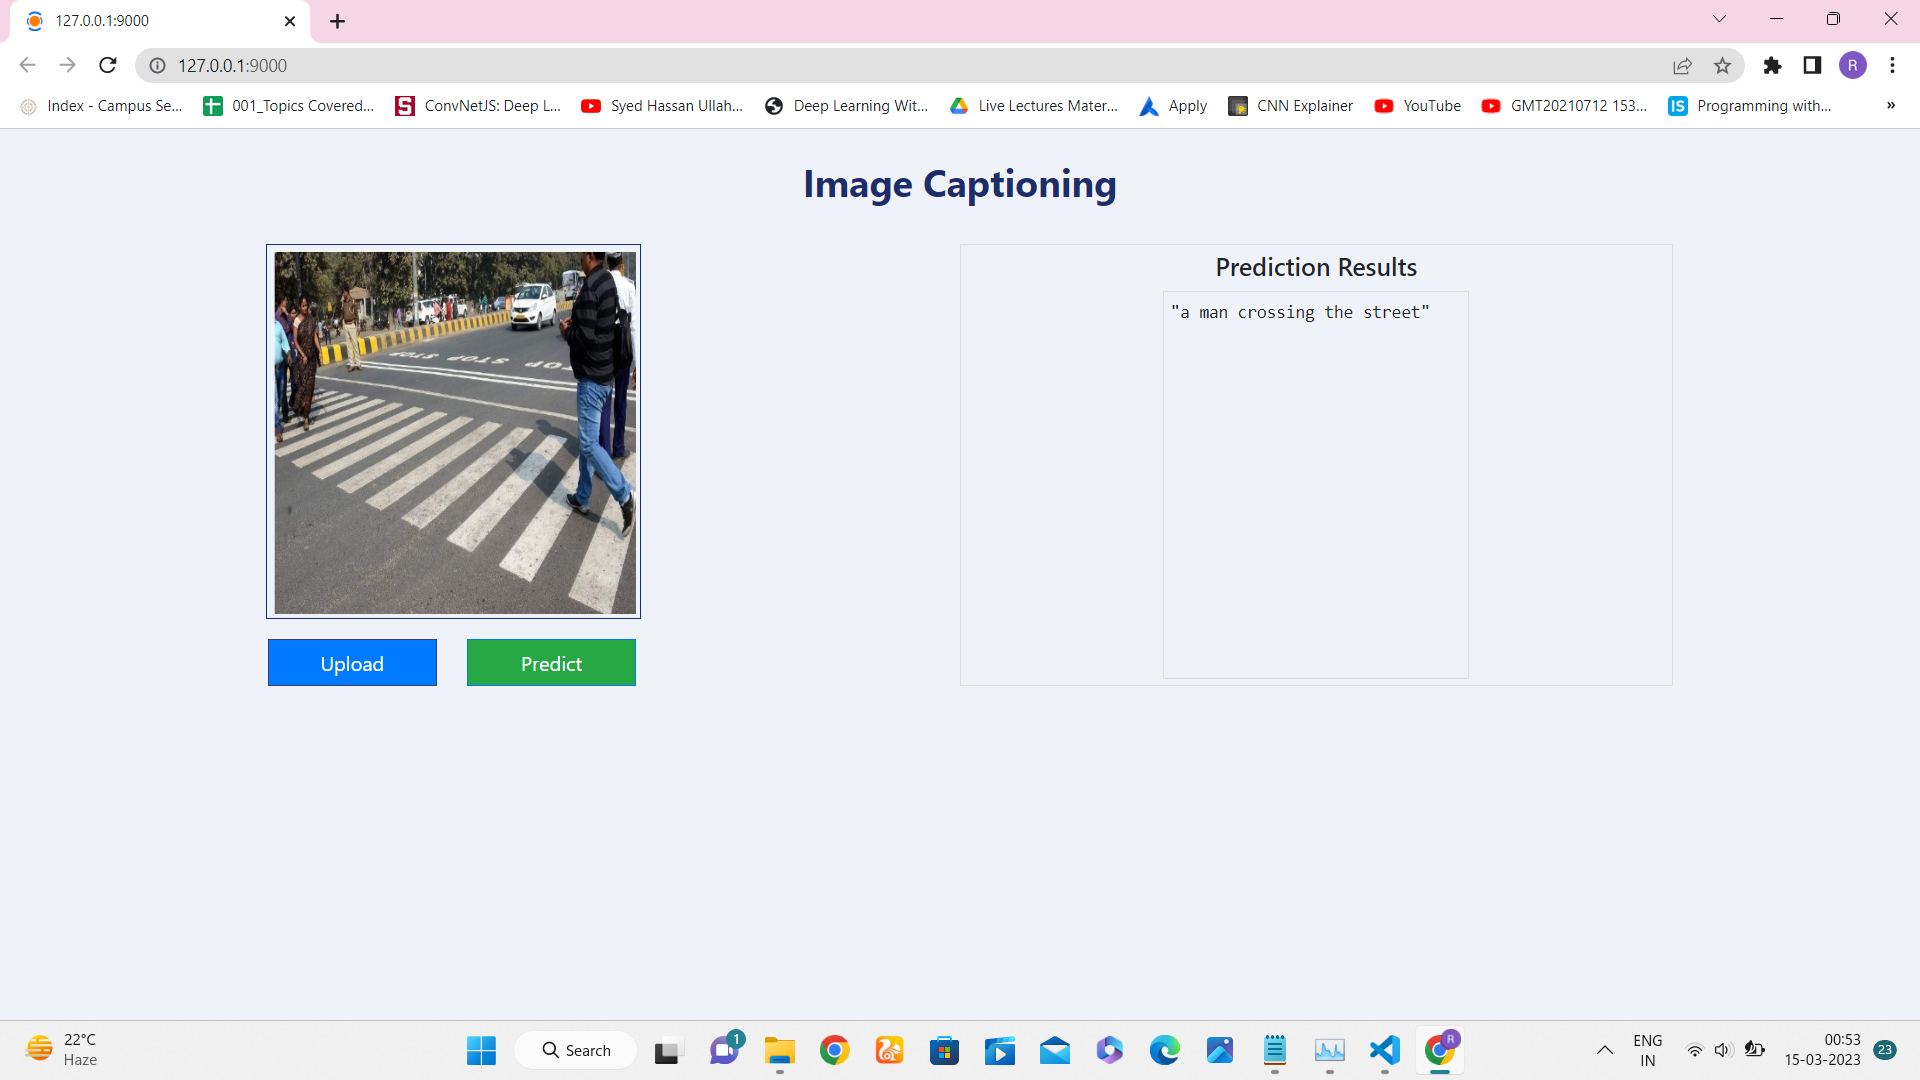 127.0.0.1:9000
127.0.0.1:9000
R
Index - Campus Se...
001_Topics Covered...
ConvNetJS: Deep L...
Syed Hassan Ullah...
Deep Learning Wit...
Live Lectures Mater...
Apply
CNN Explainer
YouTube
GMT20210712 153...
IS Programming with...
»
Image Captioning
STOP STOP STOP STOP
Prediction Results
"a man crossing the street"
Upload
Predict
22°C
Haze
Search
1
R
ENG
IN
00:53
15-03-2023
23